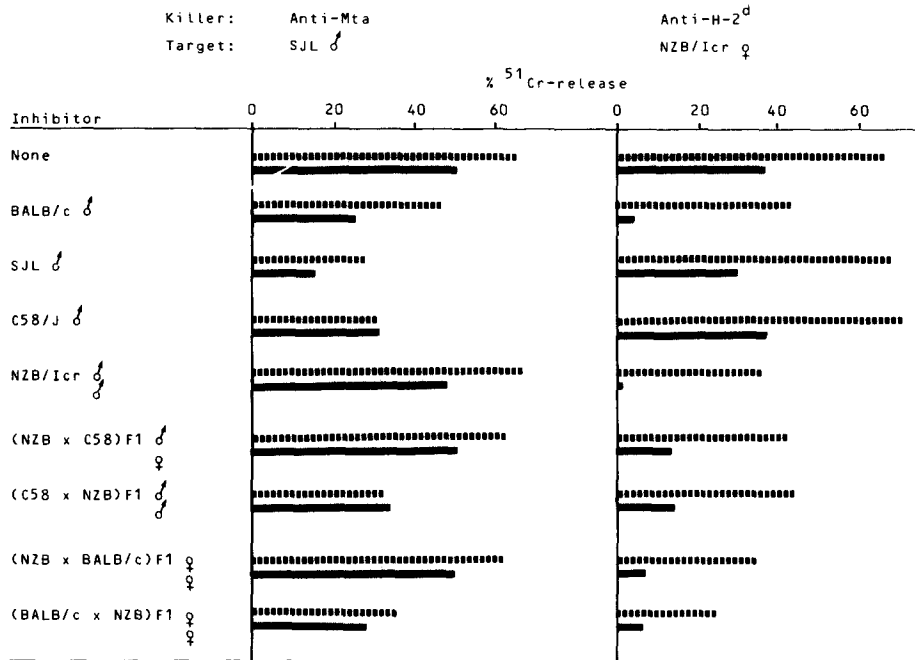 Killer: Anti-Mta Anti-H-2d
Target: SJL ♂ NZB/Icr ♀
% 51Cr-release
Inhibitor 0 20 40 60 0 20 40 60
None
BALB/c ♂
SJL ♂
C58/J ♂
NZB/Icr ♂
♂
(NZB x C58)F1 ♂
♀
(C58 x NZB)F1 ♂
♂
(NZB x BALB/c)F1 ♀
♀
(BALB/c x NZB)F1 ♀
♀